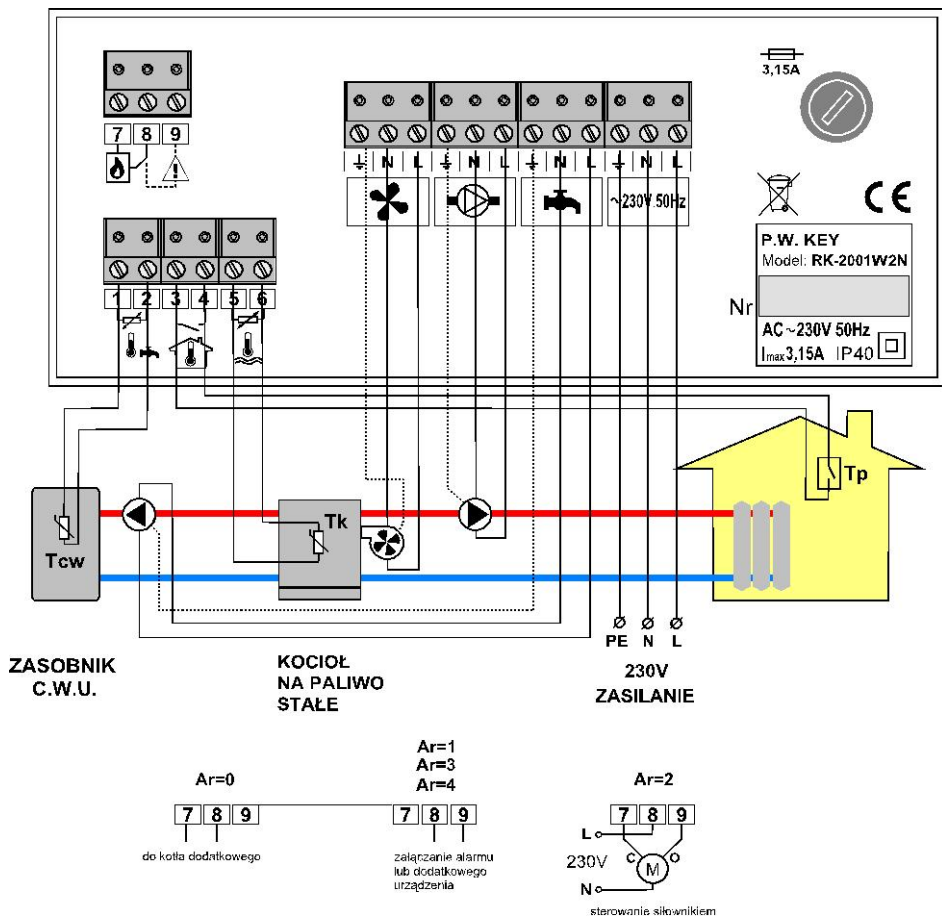 3,15A
7 8 9
N L N L N L N L
~230V 50Hz
CE
1 2 3 4 5 6
P.W. KEY
Model: RK-2001W2N
Nr
AC~230V 50Hz
Imax 3,15A IP40
Tp
Tk
Tcw
PE N L
230V
ZASILANIE
ZASOBNIK
C.W.U.
KOCIOŁ
NA PALIWO
STAŁE
Ar=0
7 8 9
do kotła dodatkowego
Ar=1
Ar=3
Ar=4
7 8 9
załączanie alarmu
lub dodatkowego
urządzenia
Ar=2
7 8 9
L
230V
C M O
N
sterowanie siłownikiem